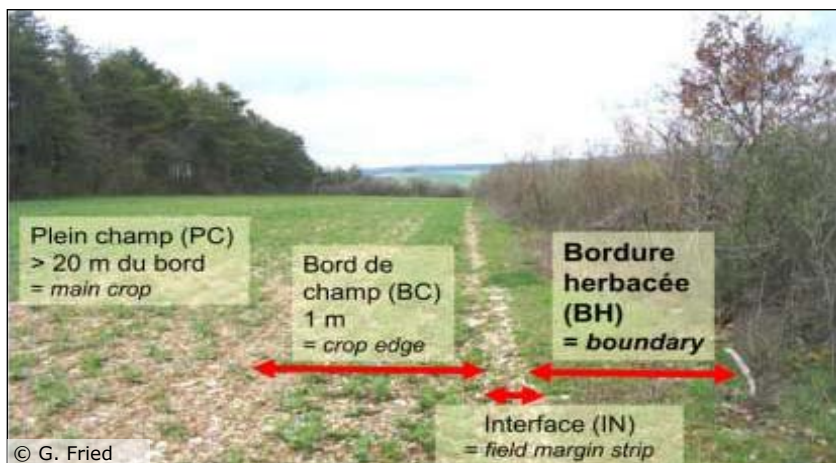 Plein champ (PC)
> 20 m du bord
= main crop
Bord de
champ (BC)
1 m
= crop edge
Bordure
herbacée
(BH)
= boundary
Interface (IN)
= field margin strip
© G. Fried